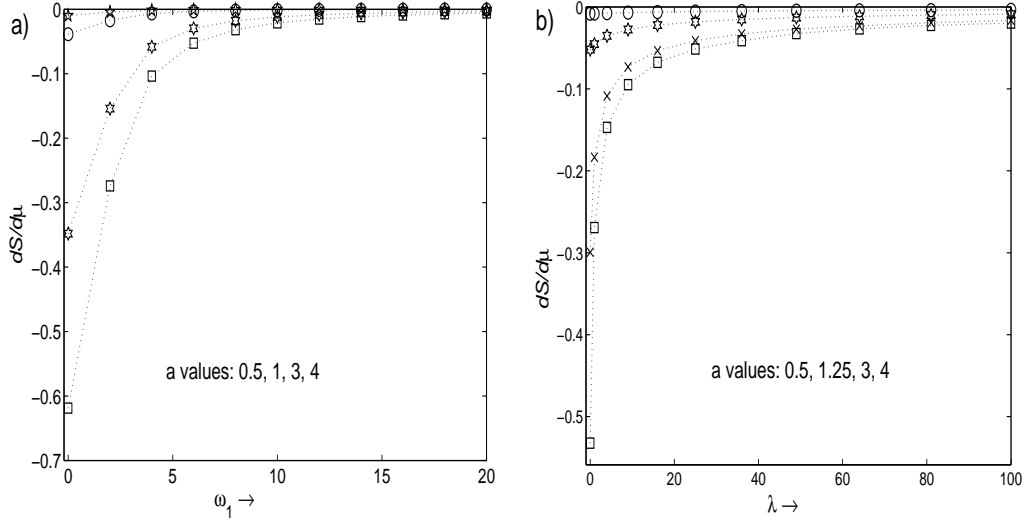 a)
0
−0.1
−0.2
−0.3
−0.4
−0.5
−0.6
−0.7
dS/dμ
a values: 0.5, 1, 3, 4
0 5 10 15 20
ω₁ →
b)
0
−0.1
−0.2
−0.3
−0.4
−0.5
dS/dμ
a values: 0.5, 1.25, 3, 4
0 20 40 60 80 100
λ →